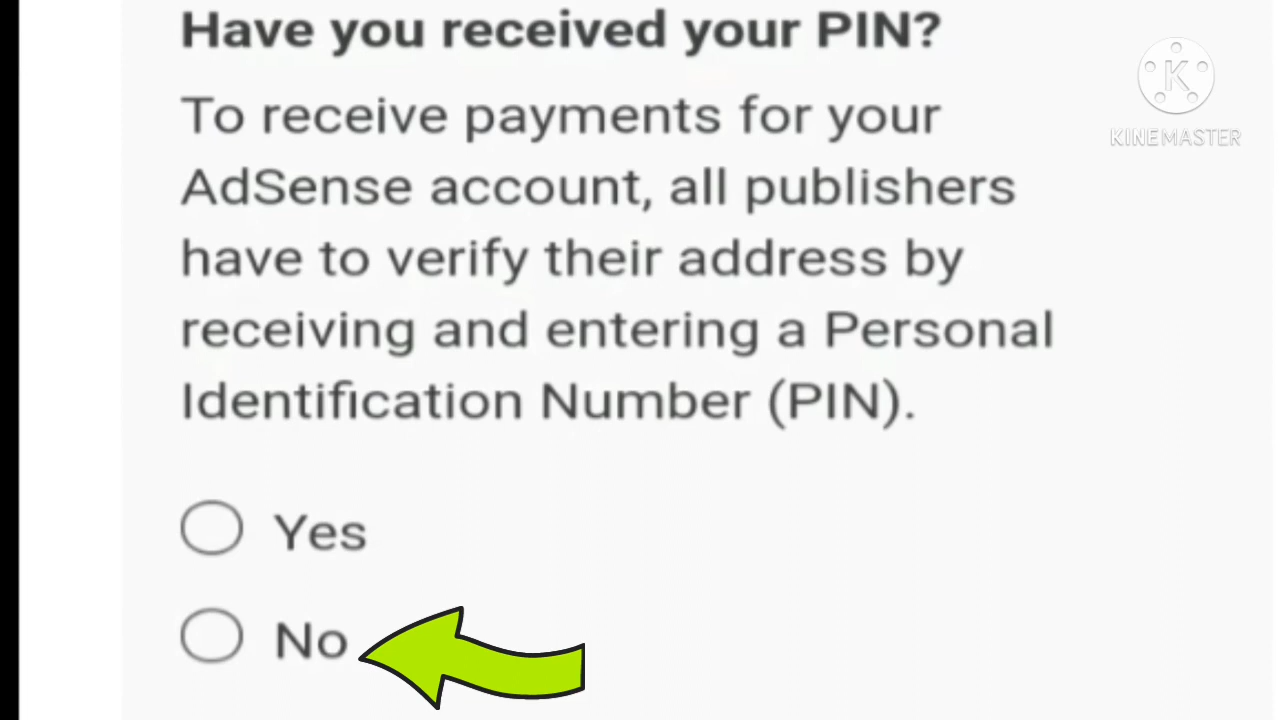 Have you received your PIN?
To receive payments for your
AdSense account, all publishers
have to verify their address by
receiving and entering a Personal
Identification Number (PIN).
Yes
No
K
KINEMASTER